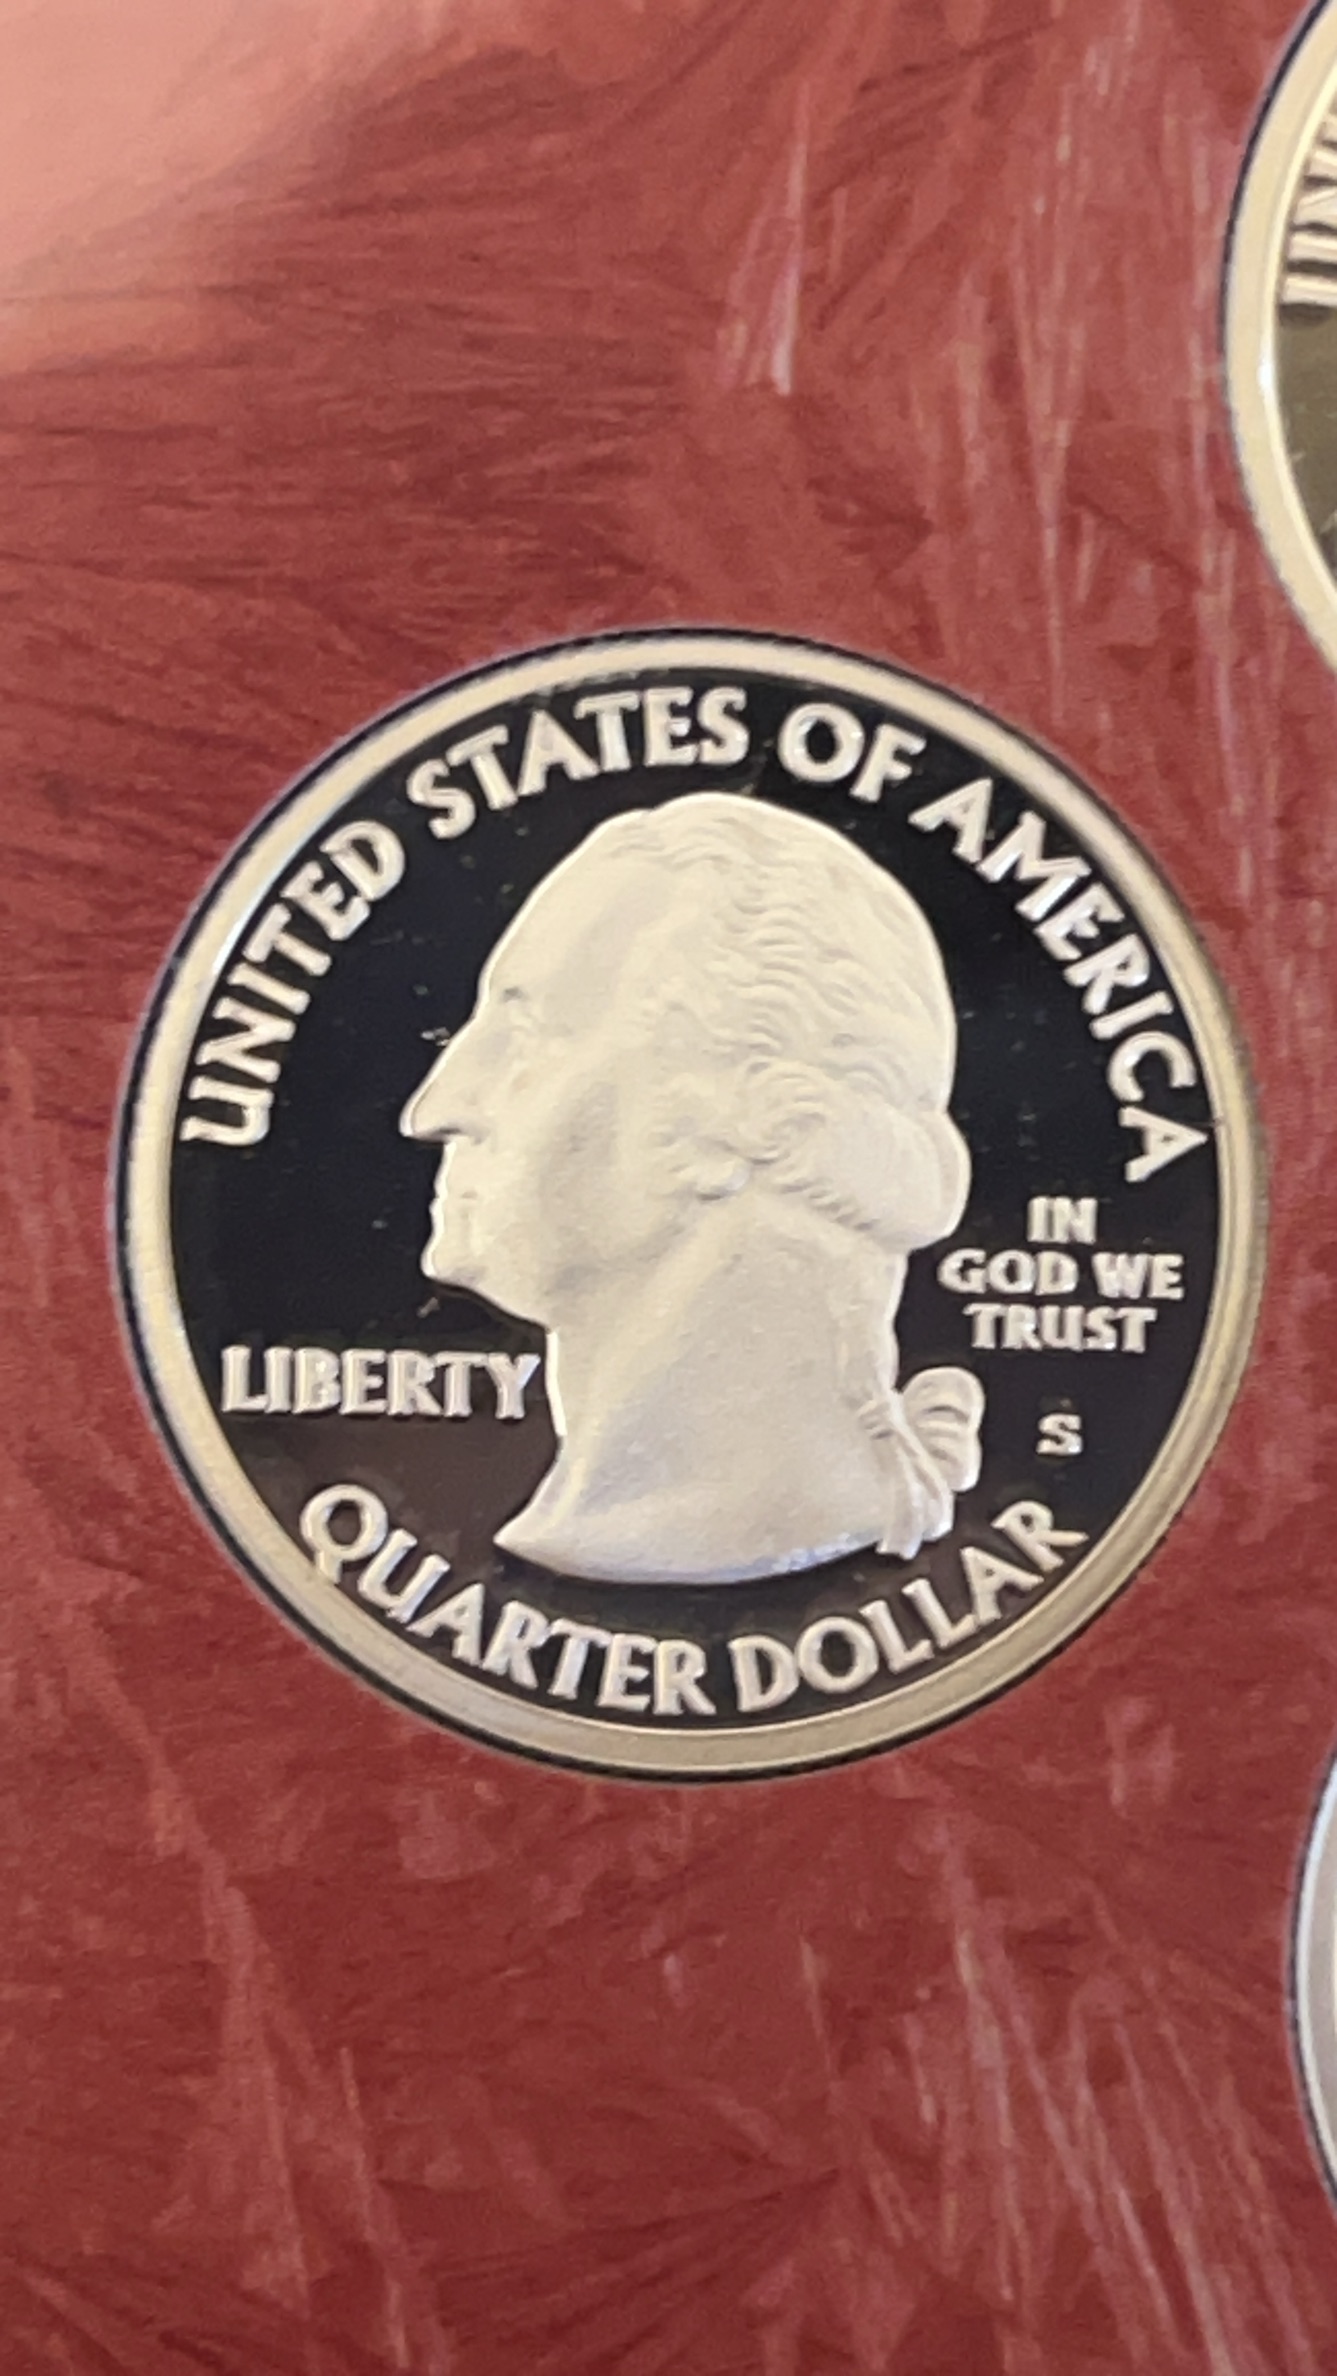 UNITED STATES OF AMERICA
IN
GOD WE
TRUST
LIBERTY
S
QUARTER DOLLAR